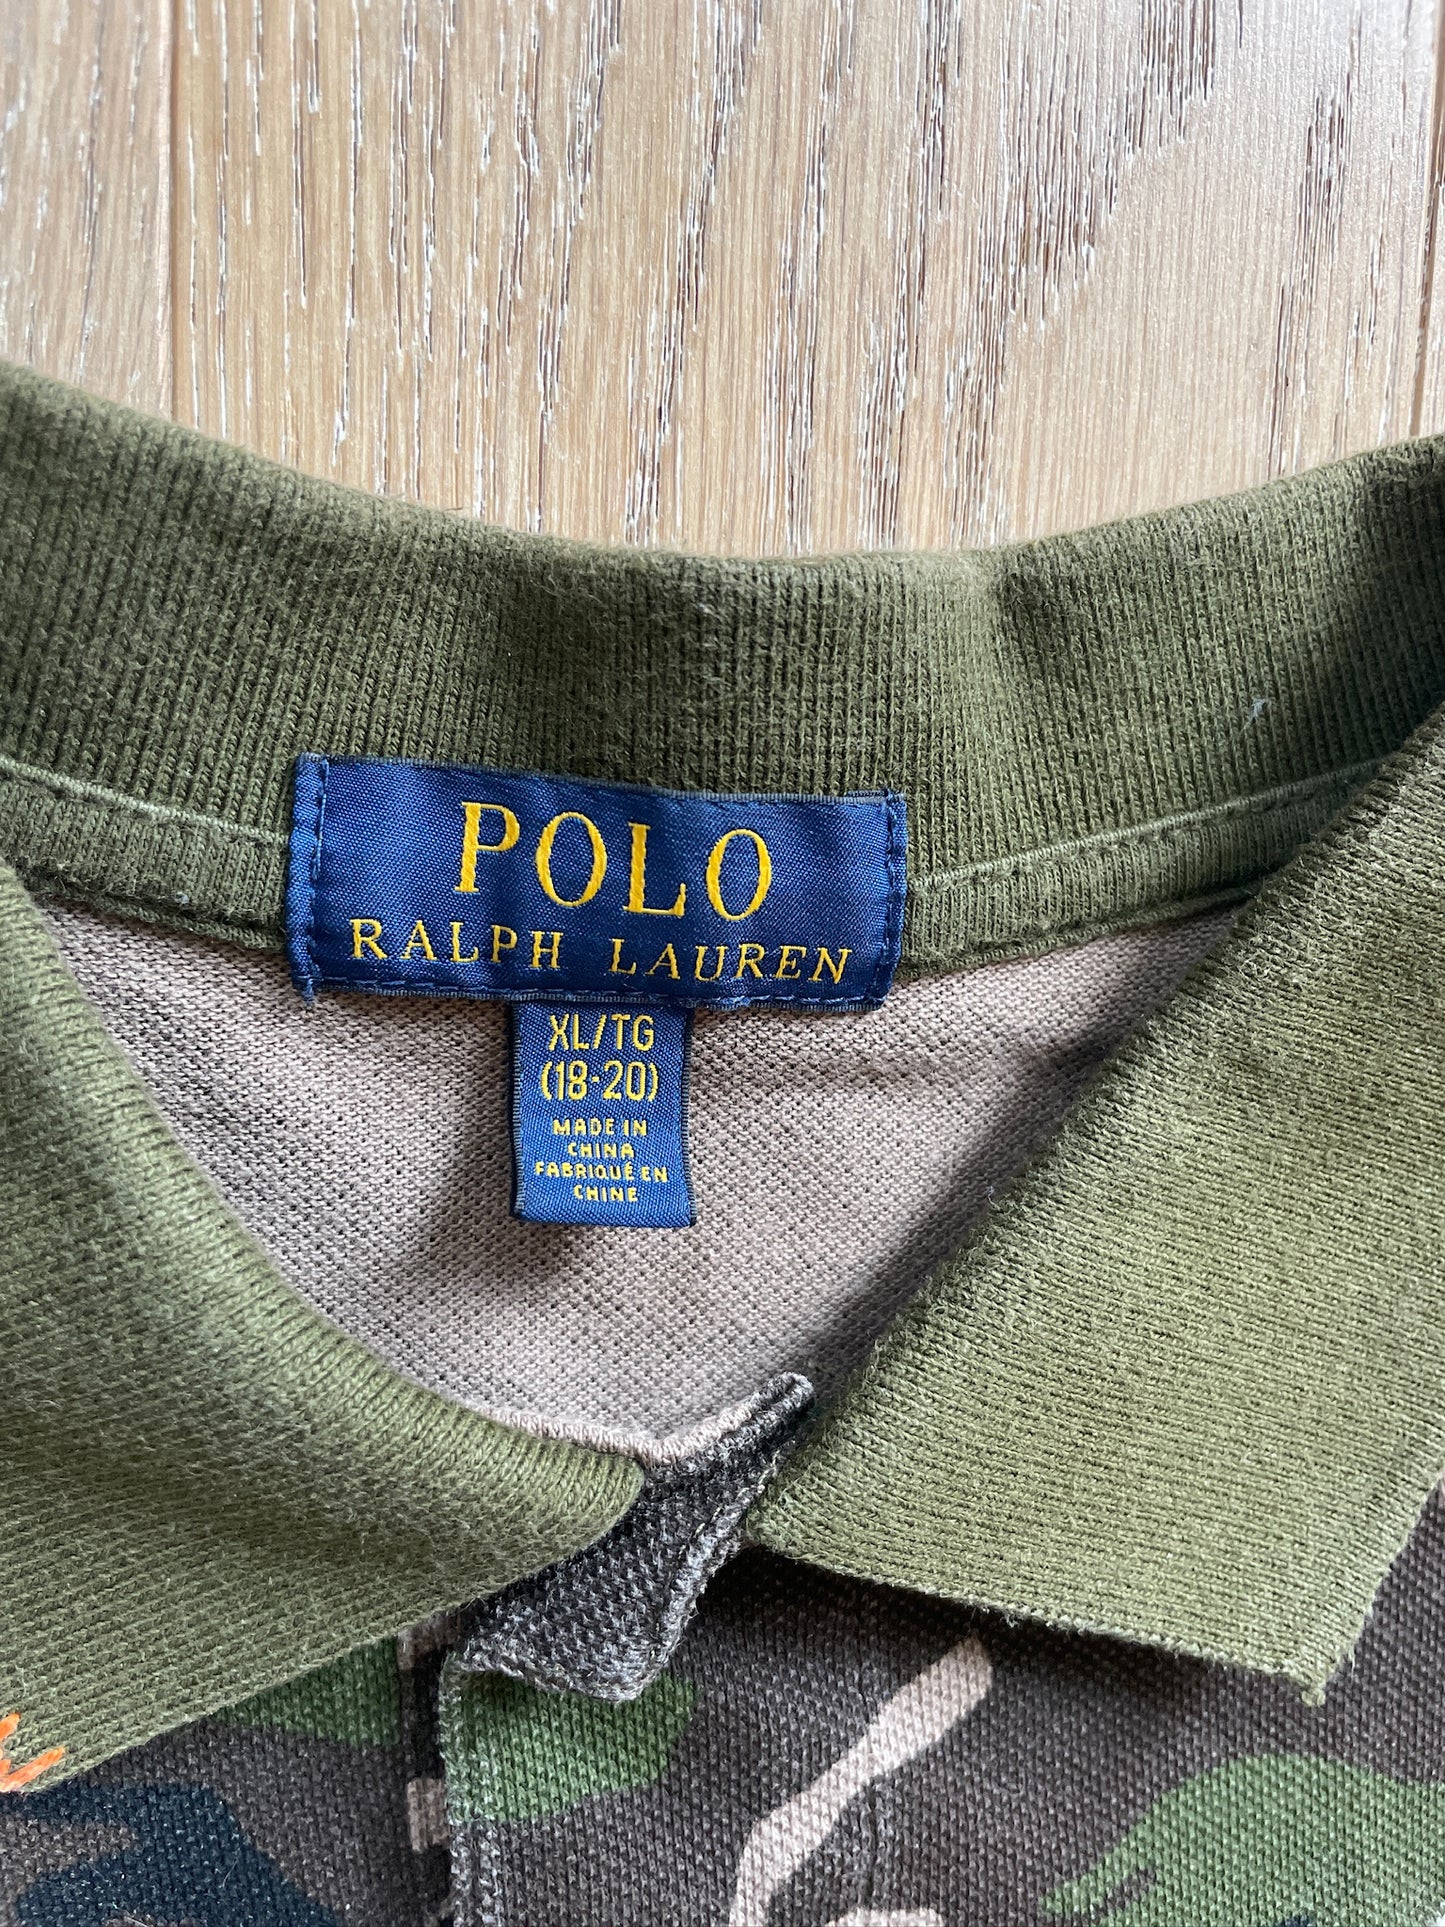 POLO
RALPH LAUREN
XL/TG
(18-20)
MADE IN
CHINA
FABRIQUÉ EN
CHINE